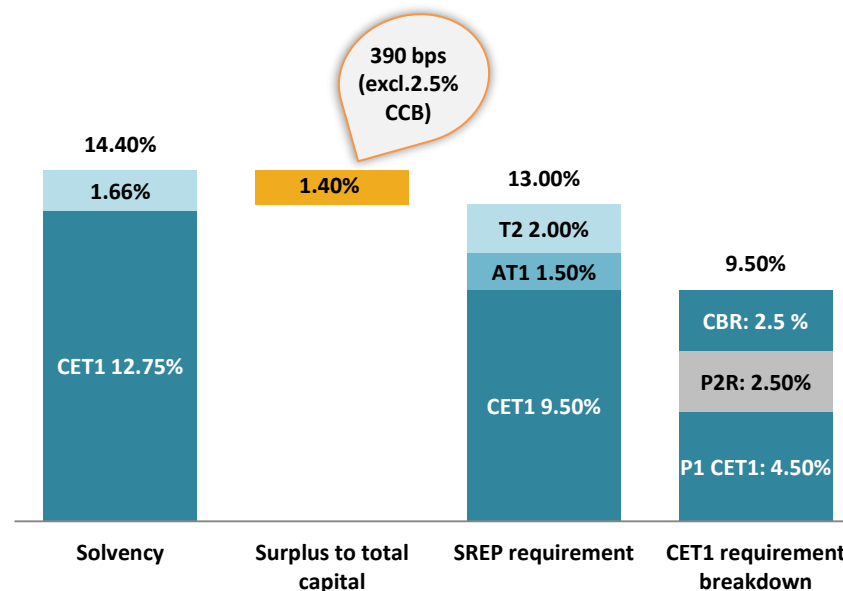 390 bps
(excl.2.5%
CCB)
14.40%
1.66%
CET1 12.75%
1.40%
13.00%
T2 2.00%
AT1 1.50%
CET1 9.50%
9.50%
CBR: 2.5 %
P2R: 2.50%
P1 CET1: 4.50%
Solvency
Surplus to total
capital
SREP requirement
CET1 requirement
breakdown